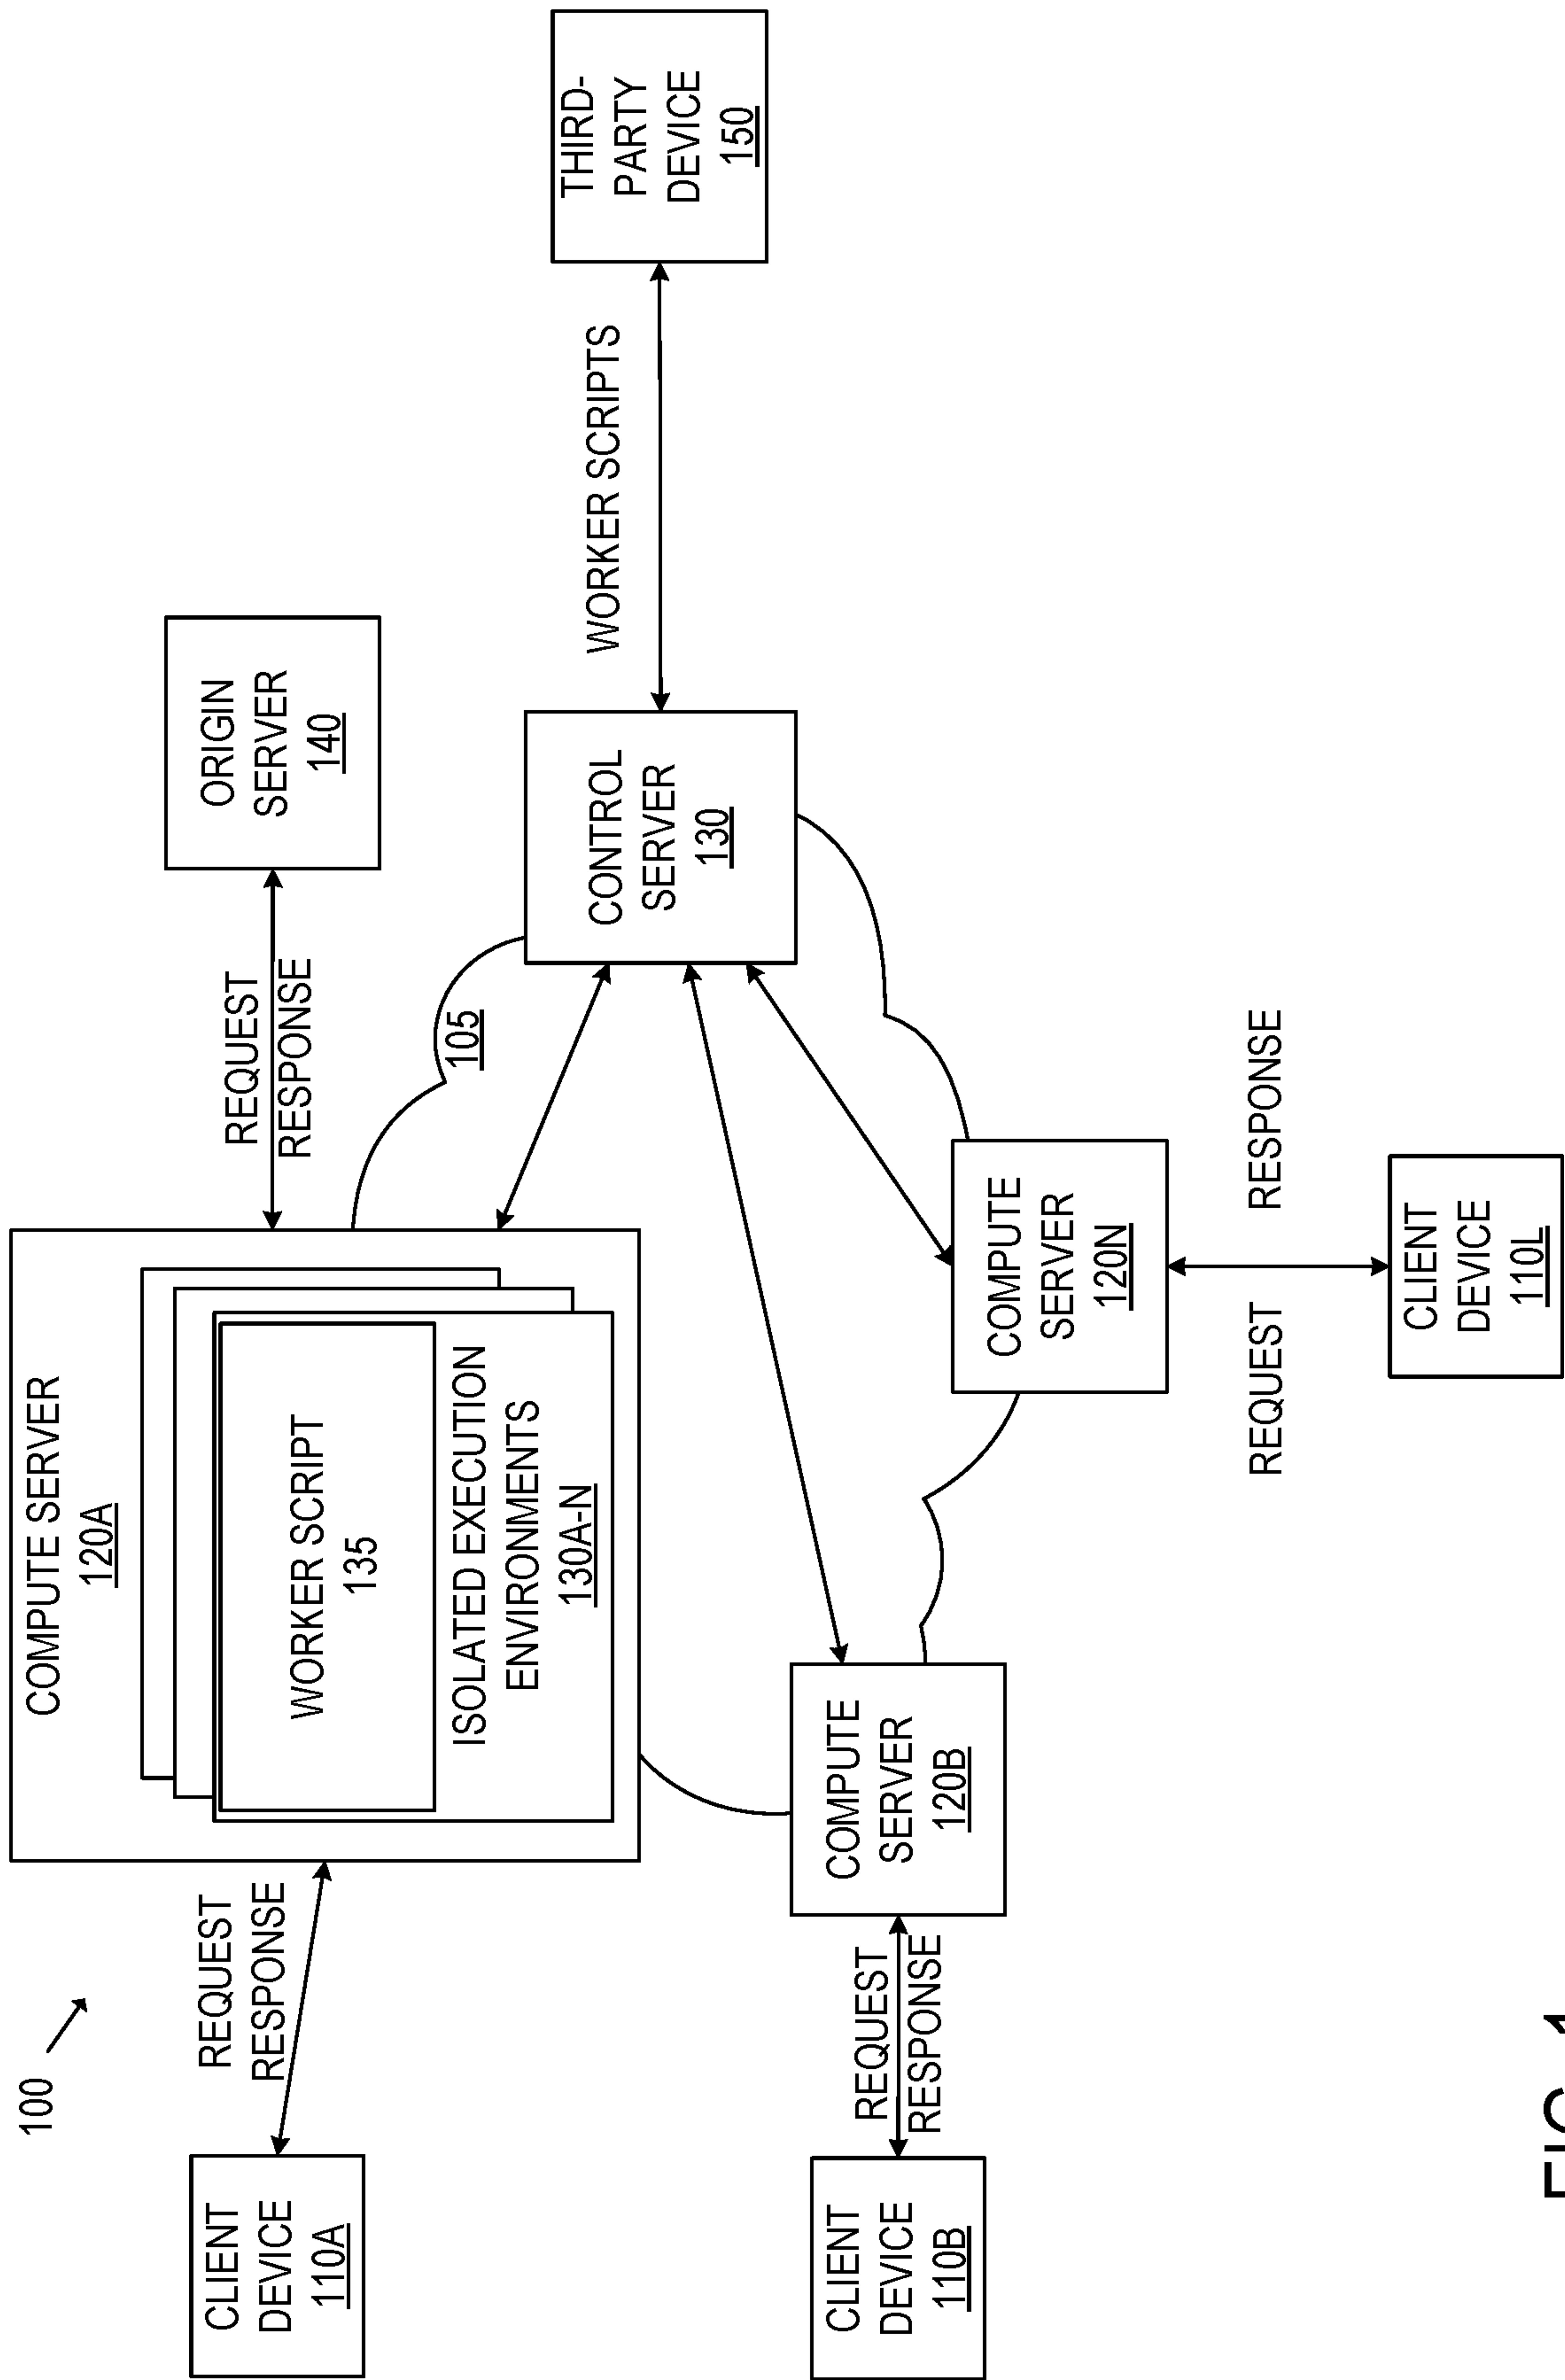 100
CLIENT
DEVICE
110A
REQUEST
RESPONSE
COMPUTE SERVER
120A
WORKER SCRIPT
135
ISOLATED EXECUTION
ENVIRONMENTS
130A-N
REQUEST
RESPONSE
ORIGIN
SERVER
140
105
CONTROL
SERVER
130
WORKER SCRIPTS
THIRD-
PARTY
DEVICE
150
CLIENT
DEVICE
110B
REQUEST
RESPONSE
COMPUTE
SERVER
120B
COMPUTE
SERVER
120N
REQUEST
RESPONSE
CLIENT
DEVICE
110L